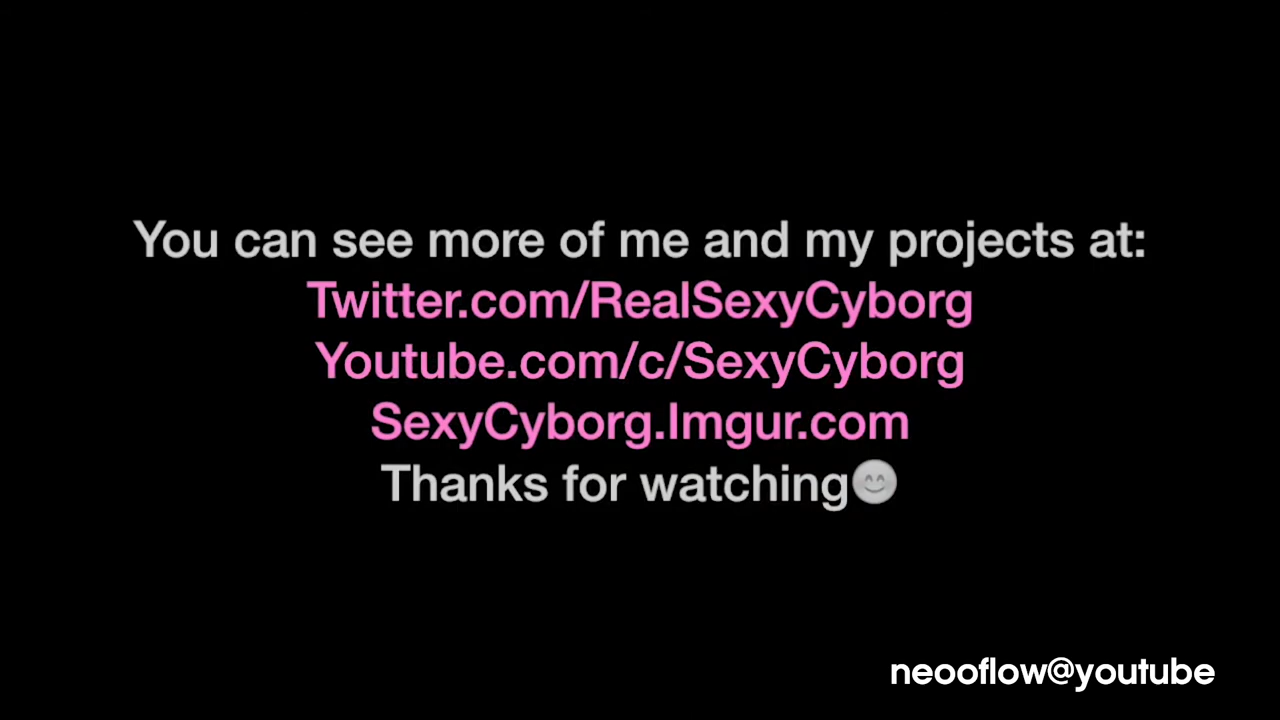 You can see more of me and my projects at:
Twitter.com/RealSexyCyborg
Youtube.com/c/SexyCyborg
SexyCyborg.Imgur.com
Thanks for watching😊
neooflow@youtube